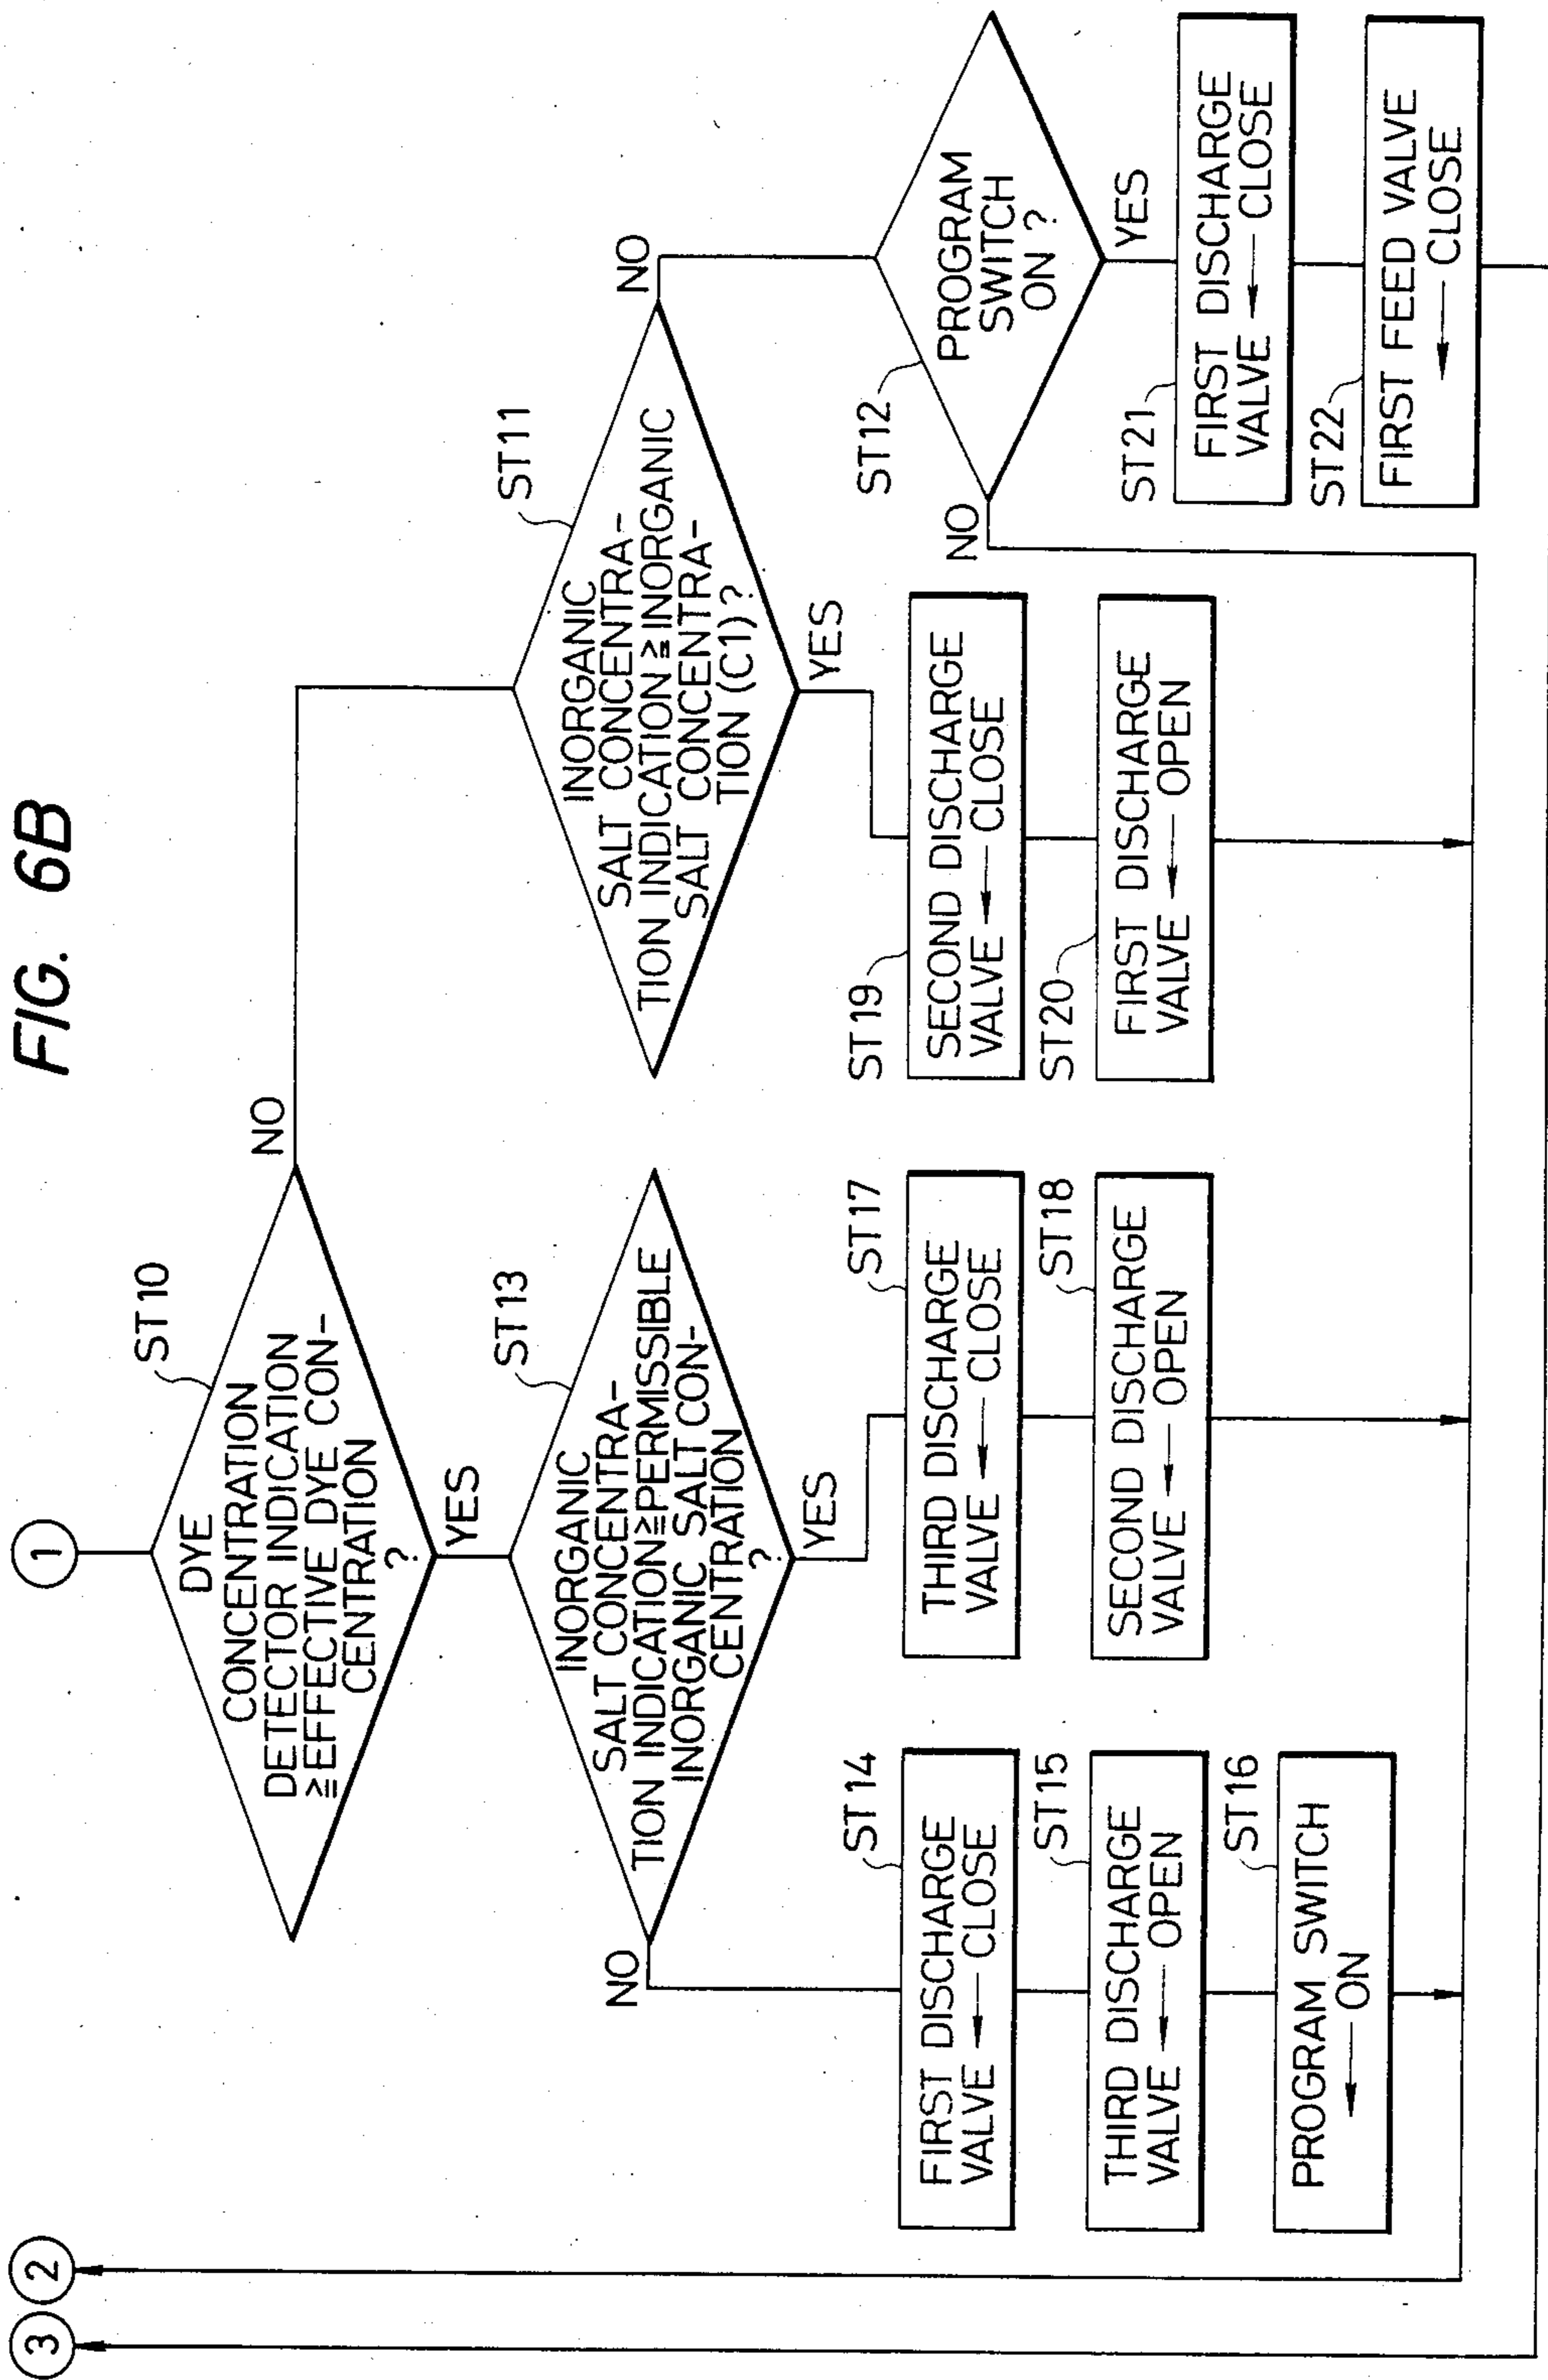 FIG. 6B
3
2
1
DYE
CONCENTRATION
DETECTOR INDICATION
≧EFFECTIVE DYE CON-
CENTRATION
?
ST10
NO
YES
INORGANIC
SALT CONCENTRA-
TION INDICATION≧PERMISSIBLE
INORGANIC SALT CON-
CENTRATION
?
ST13
NO
YES
INORGANIC
SALT CONCENTRA-
TION INDICATION≧INORGANIC
SALT CONCENTRA-
TION (C1)?
ST11
NO
YES
PROGRAM
SWITCH
ON ?
ST12
NO
YES
ST14
FIRST DISCHARGE
VALVE ← CLOSE
ST15
THIRD DISCHARGE
VALVE ← OPEN
ST16
PROGRAM SWITCH
← ON
ST17
THIRD DISCHARGE
VALVE ← CLOSE
ST18
SECOND DISCHARGE
VALVE ← OPEN
ST19
SECOND DISCHARGE
VALVE ← CLOSE
ST20
FIRST DISCHARGE
VALVE ← OPEN
ST21
FIRST DISCHARGE
VALVE ← CLOSE
ST22
FIRST FEED VALVE
← CLOSE